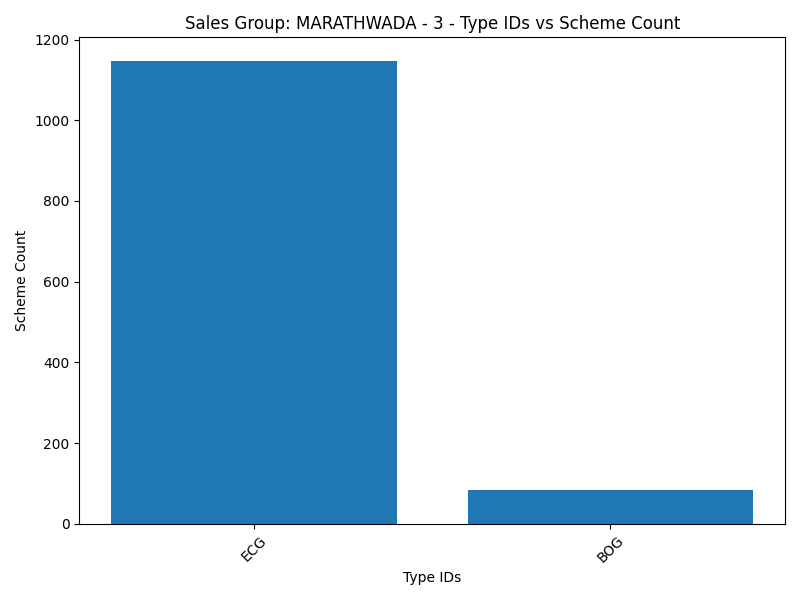 Sales Group: MARATHWADA - 3 - Type IDs vs Scheme Count
1200
1000
800
600
400
200
0
Scheme Count
ECG
BOG
Type IDs